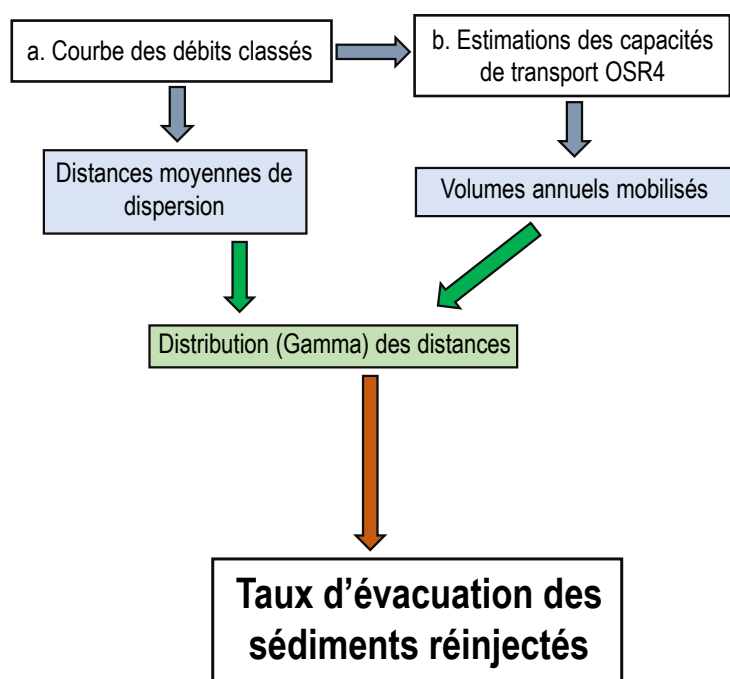 a. Courbe des débits classés
b. Estimations des capacités
de transport OSR4
Distances moyennes de
dispersion
Volumes annuels mobilisés
Distribution (Gamma) des distances
Taux d’évacuation des
sédiments réinjectés